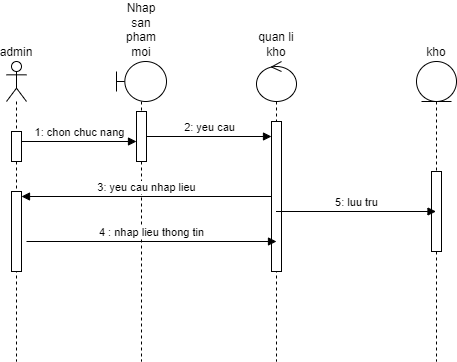 admin
Nhap
san
pham
moi
quan li
kho
kho
1: chon chuc nang
2: yeu cau
3: yeu cau nhap lieu
5: luu tru
4 : nhap lieu thong tin